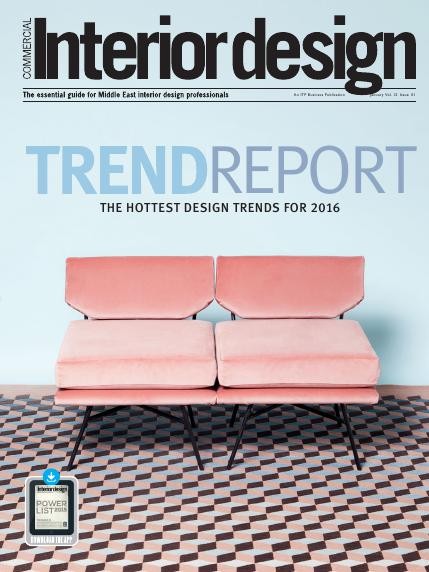 COMMERCIAL
Interior design
The essential guide for Middle East interior design professionals
An ITP Business Publication
January Vol. 12 Issue 01
TRENDREPORT
THE HOTTEST DESIGN TRENDS FOR 2016
Interior design
POWER
LIST 2015
DOWNLOAD THE APP